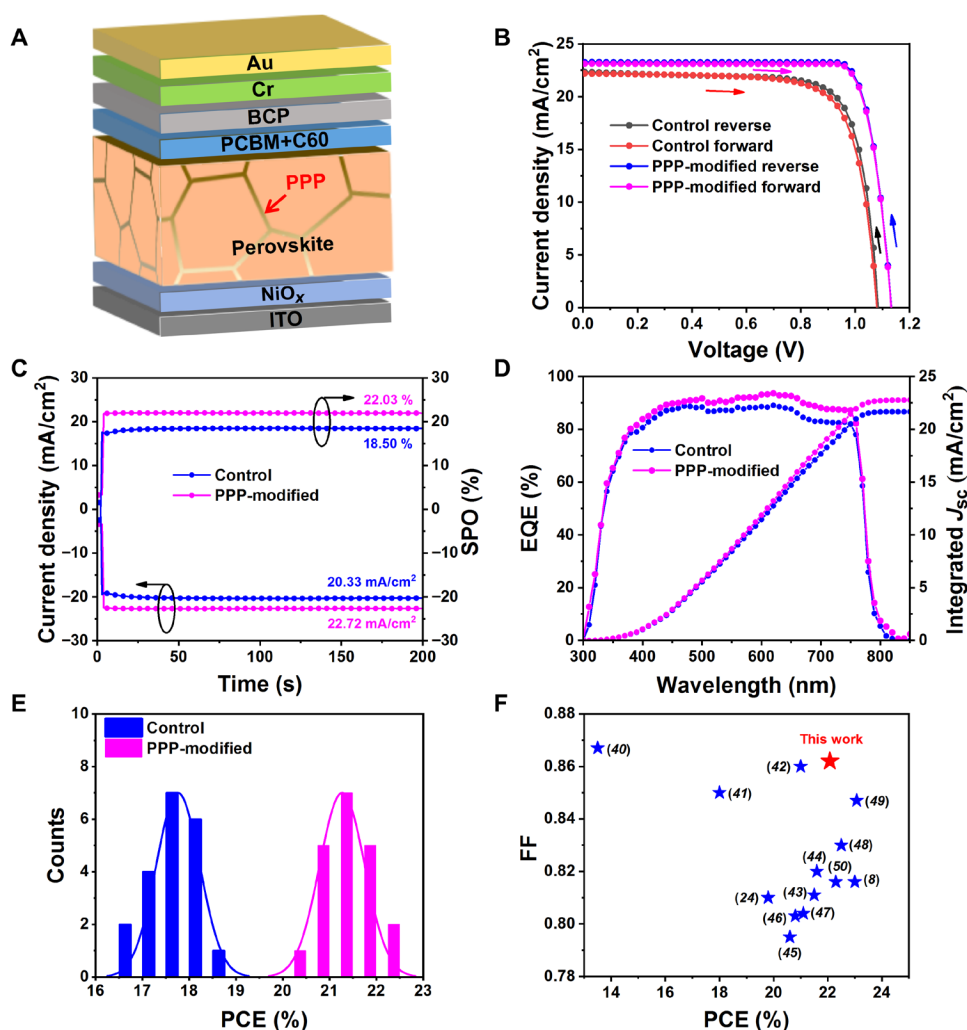 A
Au
Cr
BCP
PCBM+C60
PPP
Perovskite
NiOx
ITO
B
25
20
15
10
5
0
Current density (mA/cm²)
Control reverse
Control forward
PPP-modified reverse
PPP-modified forward
0.0 0.2 0.4 0.6 0.8 1.0 1.2
Voltage (V)
C
30
20
10
0
−10
−20
−30
Current density (mA/cm²)
22.03 %
18.50 %
Control
PPP-modified
20.33 mA/cm²
22.72 mA/cm²
30
20
10
0
−10
−20
−30
SPO (%)
0 50 100 150 200
Time (s)
D
100
80
60
40
20
0
EQE (%)
Control
PPP-modified
25
20
15
10
5
0
Integrated Jsc (mA/cm²)
300 400 500 600 700 800
Wavelength (nm)
E
10
8
6
4
2
0
Counts
Control
PPP-modified
16 17 18 19 20 21 22 23
PCE (%)
F
0.88
0.86
0.84
0.82
0.80
0.78
FF
This work
(40)
(42)
(41)
(49)
(48)
(44)
(50)
(8)
(43)
(24)
(46)
(47)
(45)
14 16 18 20 22 24
PCE (%)